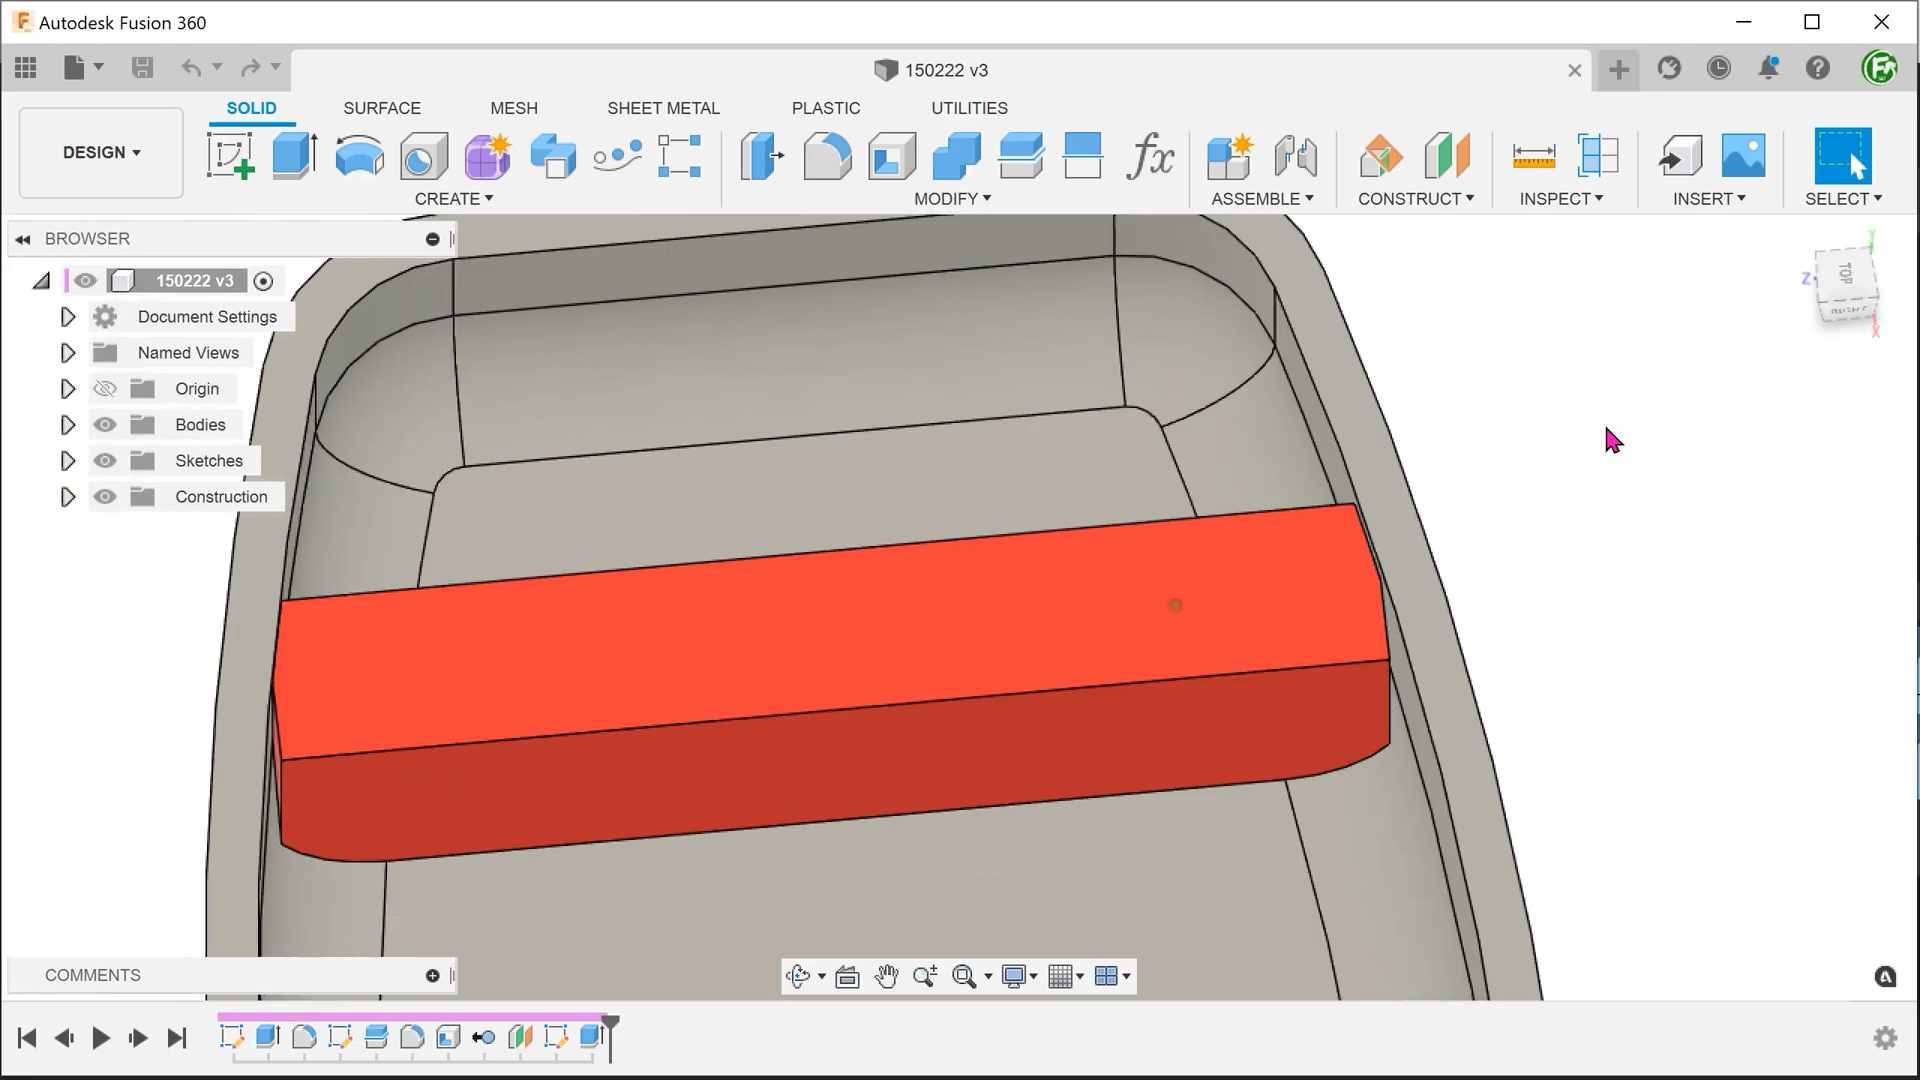 Autodesk Fusion 360
150222 v3
SOLID SURFACE MESH SHEET METAL PLASTIC UTILITIES
DESIGN
CREATE MODIFY ASSEMBLE CONSTRUCT INSPECT INSERT SELECT
BROWSER
150222 v3
Document Settings
Named Views
Origin
Bodies
Sketches
Construction
TOP
Z
Y
X
COMMENTS